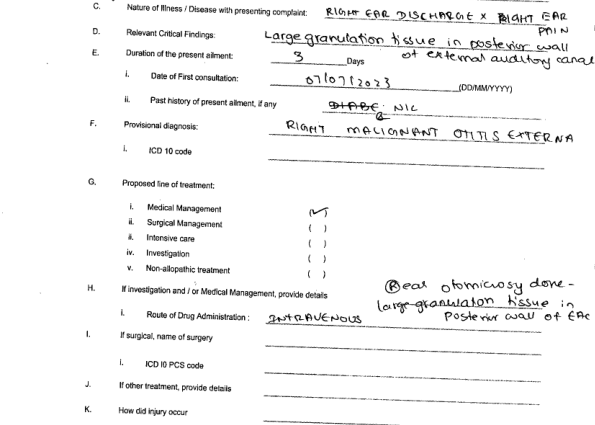 C. Nature of Illness / Disease with presenting complaint: RIGHT EAR DISCHARGE X RIGHT EAR PAIN
D. Relevant Critical Findings: Large granulation tissue in posterior wall of external auditory canal
E. Duration of the present ailment: 3 Days
i. Date of First consultation: 07/07/2023 (DD/MM/YYYY)
ii. Past history of present ailment, if any NIL
F. Provisional diagnosis: RIGHT MALIGNANT OTITIS EXTERNA
i. ICD 10 code
G. Proposed line of treatment:
i. Medical Management (✓)
ii. Surgical Management ( )
ii. Intensive care ( )
iv. Investigation ( )
v. Non-allopathic treatment ( )
H. If investigation and / or Medical Management, provide details (R) ear otomicrosy done -
large granulaton tissue in
i. Route of Drug Administration : INTRAVENOUS posterior wall of EAC
I. If surgical, name of surgery
i. ICD I0 PCS code
J. If other treatment, provide details
K. How did injury occur